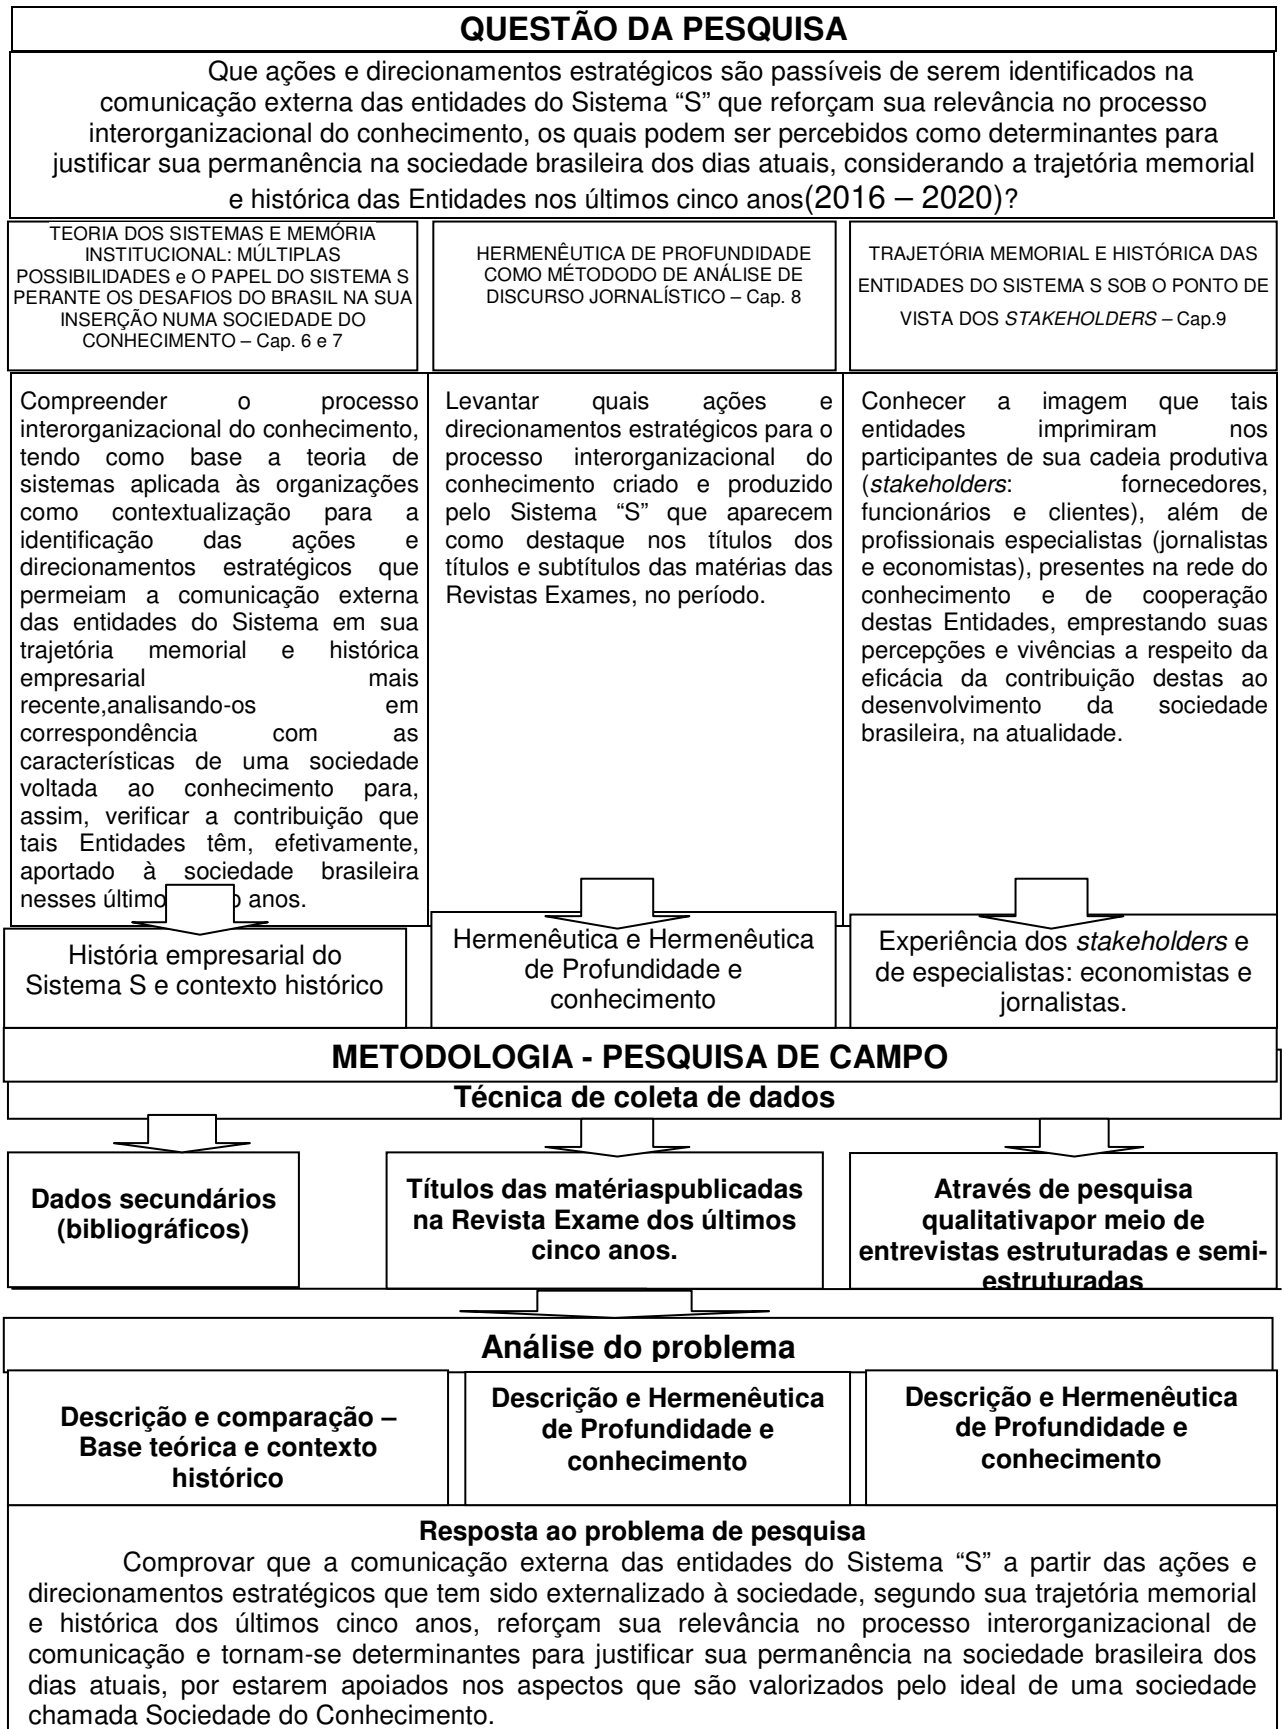 QUESTÃO DA PESQUISA
Que ações e direcionamentos estratégicos são passíveis de serem identificados na
comunicação externa das entidades do Sistema “S” que reforçam sua relevância no processo
interorganizacional do conhecimento, os quais podem ser percebidos como determinantes para
justificar sua permanência na sociedade brasileira dos dias atuais, considerando a trajetória memorial
e histórica das Entidades nos últimos cinco anos(2016 – 2020)?
TEORIA DOS SISTEMAS E MEMÓRIA
INSTITUCIONAL: MÚLTIPLAS
POSSIBILIDADES e O PAPEL DO SISTEMA S
PERANTE OS DESAFIOS DO BRASIL NA SUA
INSERÇÃO NUMA SOCIEDADE DO
CONHECIMENTO – Cap. 6 e 7
HERMENÊUTICA DE PROFUNDIDADE
COMO MÉTODODO DE ANÁLISE DE
DISCURSO JORNALÍSTICO – Cap. 8
TRAJETÓRIA MEMORIAL E HISTÓRICA DAS
ENTIDADES DO SISTEMA S SOB O PONTO DE
VISTA DOS STAKEHOLDERS – Cap.9
Compreender o processo
interorganizacional do conhecimento,
tendo como base a teoria de
sistemas aplicada às organizações
como contextualização para a
identificação das ações e
direcionamentos estratégicos que
permeiam a comunicação externa
das entidades do Sistema em sua
trajetória memorial e histórica
empresarial mais
recente,analisando-os em
correspondência com as
características de uma sociedade
voltada ao conhecimento para,
assim, verificar a contribuição que
tais Entidades têm, efetivamente,
aportado à sociedade brasileira
nesses último anos.
Levantar quais ações e
direcionamentos estratégicos para o
processo interorganizacional do
conhecimento criado e produzido
pelo Sistema “S” que aparecem
como destaque nos títulos dos
títulos e subtítulos das matérias das
Revistas Exames, no período.
Conhecer a imagem que tais
entidades imprimiram nos
participantes de sua cadeia produtiva
(stakeholders: fornecedores,
funcionários e clientes), além de
profissionais especialistas (jornalistas
e economistas), presentes na rede do
conhecimento e de cooperação
destas Entidades, emprestando suas
percepções e vivências a respeito da
eficácia da contribuição destas ao
desenvolvimento da sociedade
brasileira, na atualidade.
História empresarial do
Sistema S e contexto histórico
Hermenêutica e Hermenêutica
de Profundidade e
conhecimento
Experiência dos stakeholders e
de especialistas: economistas e
jornalistas.
METODOLOGIA - PESQUISA DE CAMPO
Técnica de coleta de dados
Dados secundários
(bibliográficos)
Títulos das matériaspublicadas
na Revista Exame dos últimos
cinco anos.
Através de pesquisa
qualitativapor meio de
entrevistas estruturadas e semi-
estruturadas
Análise do problema
Descrição e comparação –
Base teórica e contexto
histórico
Descrição e Hermenêutica
de Profundidade e
conhecimento
Descrição e Hermenêutica
de Profundidade e
conhecimento
Resposta ao problema de pesquisa
Comprovar que a comunicação externa das entidades do Sistema “S” a partir das ações e
direcionamentos estratégicos que tem sido externalizado à sociedade, segundo sua trajetória memorial
e histórica dos últimos cinco anos, reforçam sua relevância no processo interorganizacional de
comunicação e tornam-se determinantes para justificar sua permanência na sociedade brasileira dos
dias atuais, por estarem apoiados nos aspectos que são valorizados pelo ideal de uma sociedade
chamada Sociedade do Conhecimento.